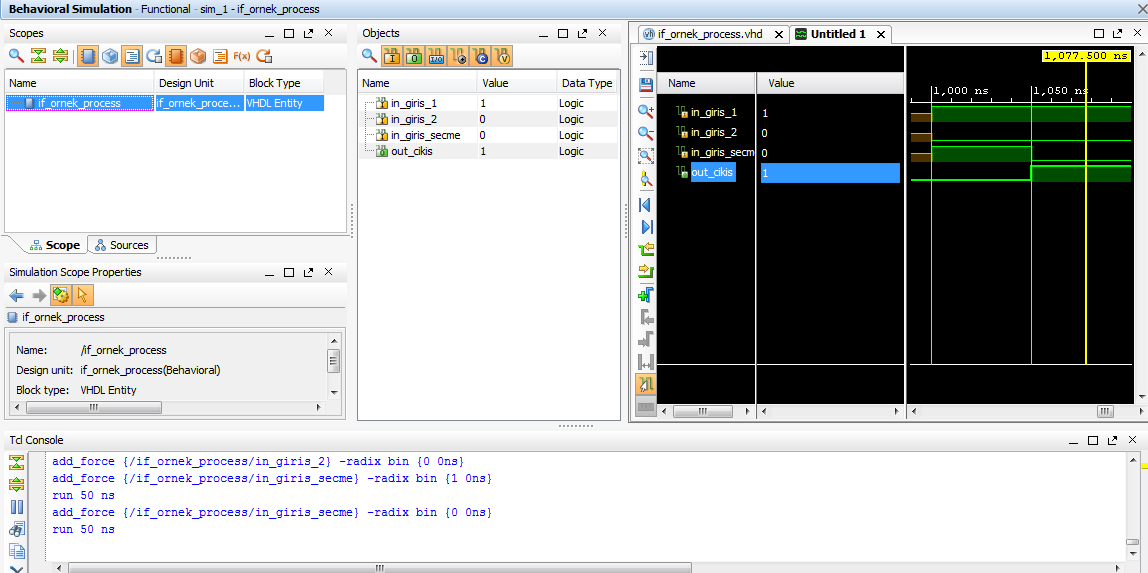 Behavioral Simulation - Functional - sim_1 - if_ornek_process
Scopes
F(x)
Name Design Unit Block Type
if_ornek_process if_ornek_proce... VHDL Entity
Scope Sources
Simulation Scope Properties
if_ornek_process
Name: /if_ornek_process
Design unit: if_ornek_process(Behavioral)
Block type: VHDL Entity
Objects
Name Value Data Type
in_giris_1 1 Logic
in_giris_2 0 Logic
in_giris_secme 0 Logic
out_cikis 1 Logic
if_ornek_process.vhd Untitled 1
1,077.500 ns
Name Value
1,000 ns 1,050 ns
in_giris_1 1
in_giris_2 0
in_giris_secm 0
out_cikis 1
Tcl Console
add_force {/if_ornek_process/in_giris_2} -radix bin {0 0ns}
add_force {/if_ornek_process/in_giris_secme} -radix bin {1 0ns}
run 50 ns
add_force {/if_ornek_process/in_giris_secme} -radix bin {0 0ns}
run 50 ns